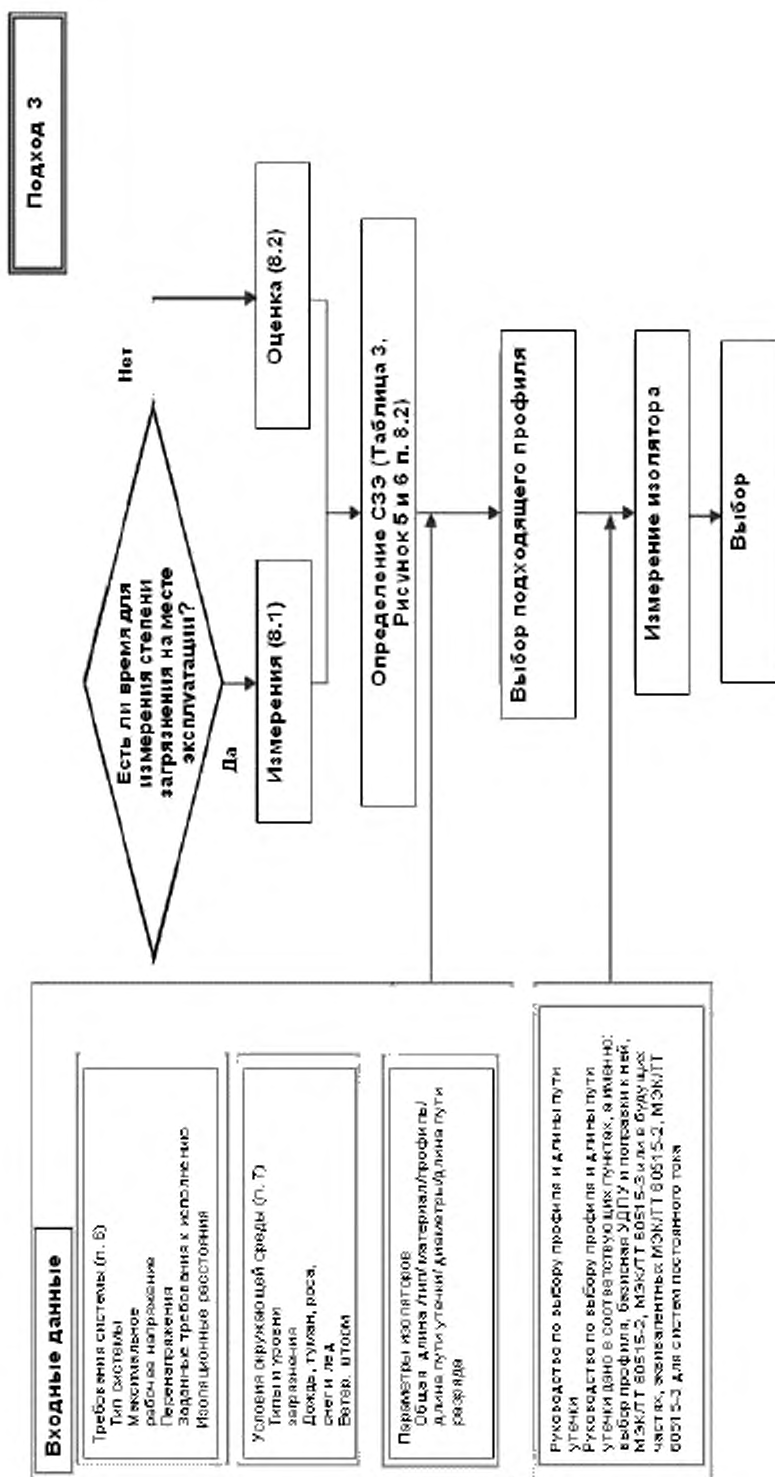 Подход 3
Есть ли время для
измерения степени
загрязнения на месте
эксплуатации?
Нет
Да
Измерения (8.1)
Оценка (8.2)
Определение СЗЭ (Таблица 3,
Рисунок 5 и 6 п. 8.2)
Выбор подходящего профиля
Измерение изолятора
Выбор
Входные данные
Требования системы (п. 6)
Тип системы
Максимальное
рабочее напряжение
Перенапряжения
Заданные требования к исполнению
Изоляционные расстояния
Условия окружающей среды (п. 7)
Типы и уровни
загрязнения
Дождь, туман, роса,
снег и лед
Ветер, шторм
Параметры изоляторов
Общая длина /тип/ материал/профиль/
длина пути утечки/ диаметры/длина пути
разряда
Руководство по выбору профиля и длины пути
утечки
Руководство по выбору профиля и длины пути
утечки дано в соответствующих пунктах, а именно:
выбор профиля, базисная УДПУ и поправки к ней,
МЭК/ТТ 60515-2, МЭК/ТТ 60515-3 или в будущих
частях, эквивалентных МЭК/ТТ 60515-2, МЭК/ТТ
60515-3 для систем постоянного тока